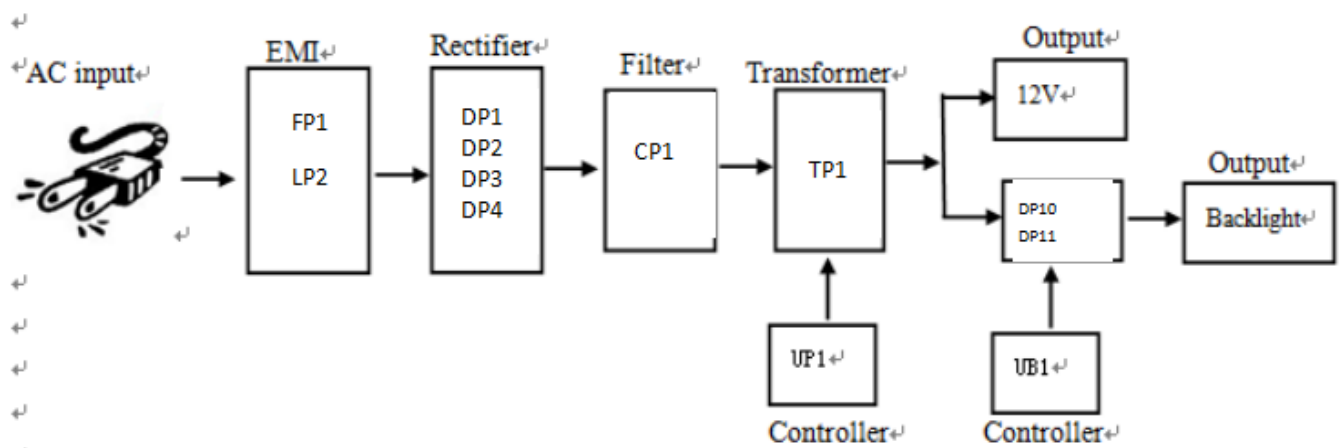 AC input
EMI
FP1
LP2
Rectifier
DP1
DP2
DP3
DP4
Filter
CP1
Transformer
TP1
Output
12V
DP10
DP11
Output
Backlight
UP1
Controller
UB1
Controller